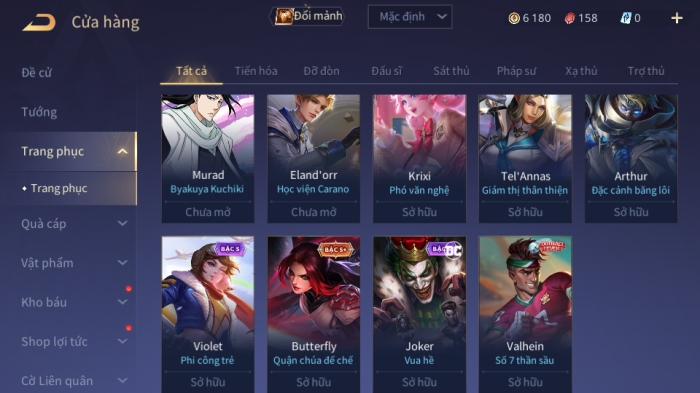 Cửa hàng
Đổi mảnh
Mặc định
6 180
158
0
Đề cử
Tướng
Trang phục
Trang phục
Quà cáp
Vật phẩm
Kho báu
Shop lợi tức
Cờ Liên quân
Tất cả
Tiến hóa
Đỡ đòn
Đấu sĩ
Sát thủ
Pháp sư
Xạ thủ
Trợ thủ
Murad
Byakuya Kuchiki
Chưa mở
Eland'orr
Học viện Carano
Chưa mở
Krixi
Phó văn nghệ
Sở hữu
Tel'Annas
Giám thị thân thiện
Sở hữu
Arthur
Đặc cảnh băng lôi
Sở hữu
BẬC S
Violet
Phi công trẻ
Sở hữu
BẬC S+
Butterfly
Quận chúa đế chế
Sở hữu
DC
Joker
Vua hề
Sở hữu
Valhein
Số 7 thần sầu
Sở hữu